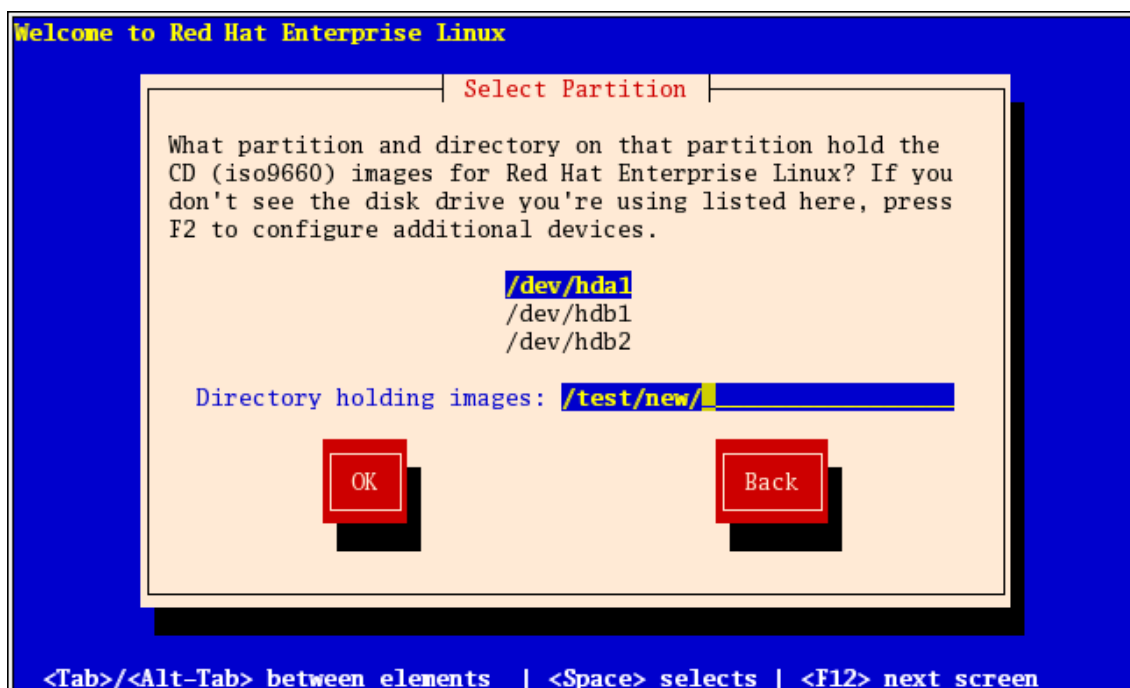 Welcome to Red Hat Enterprise Linux
Select Partition
What partition and directory on that partition hold the
CD (iso9660) images for Red Hat Enterprise Linux? If you
don't see the disk drive you're using listed here, press
F2 to configure additional devices.
/dev/hda1
/dev/hdb1
/dev/hdb2
Directory holding images: /test/new/
OK Back
<Tab>/<Alt-Tab> between elements | <Space> selects | <F12> next screen